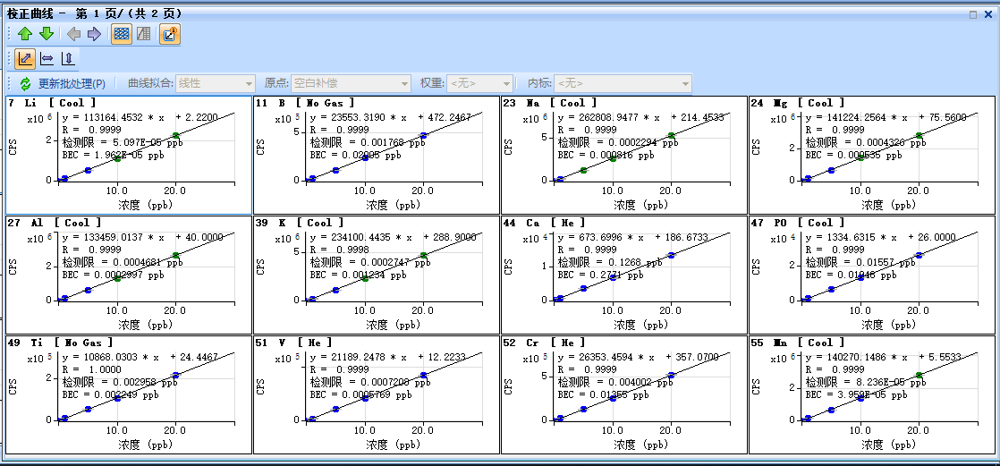 校正曲线 - 第 1 页/(共 2 页)
更新批处理(P) 曲线拟合: 线性 原点: 空白补偿 权重: <无> 内标: <无>
7 Li [ Cool ]
x10 6
y = 113164.4532 * x + 2.2200
R = 0.9999
检测限 = 5.097E-05 ppb
BEC = 1.962E-05 ppb
2
CPS
0
10.0 20.0
浓度 (ppb)
11 B [ No Gas ]
x10 5
y = 23553.3190 * x + 472.2467
R = 0.9999
检测限 = 0.001768 ppb
BEC = 0.02005 ppb
5
CPS
0
10.0 20.0
浓度 (ppb)
23 Na [ Cool ]
x10 6
y = 262808.9477 * x + 214.4533
R = 0.9999
检测限 = 0.0002294 ppb
BEC = 0.000816 ppb
5
CPS
0
10.0 20.0
浓度 (ppb)
24 Mg [ Cool ]
x10 6
y = 141224.2564 * x + 75.5600
R = 0.9999
检测限 = 0.0004326 ppb
BEC = 0.000535 ppb
2
CPS
0
10.0 20.0
浓度 (ppb)
27 Al [ Cool ]
x10 6
y = 133459.0137 * x + 40.0000
R = 0.9999
检测限 = 0.0004681 ppb
BEC = 0.0002997 ppb
2
CPS
0
10.0 20.0
浓度 (ppb)
39 K [ Cool ]
x10 6
y = 234100.4435 * x + 288.9000
R = 0.9998
检测限 = 0.0002747 ppb
BEC = 0.001234 ppb
5
CPS
0
10.0 20.0
浓度 (ppb)
44 Ca [ He ]
x10 4
y = 673.6996 * x + 186.6733
R = 0.9999
检测限 = 0.1268 ppb
BEC = 0.2771 ppb
1
CPS
0
10.0 20.0
浓度 (ppb)
47 PO [ Cool ]
x10 4
y = 1334.6315 * x + 26.0000
R = 0.9999
检测限 = 0.01557 ppb
BEC = 0.01948 ppb
2
CPS
0
10.0 20.0
浓度 (ppb)
49 Ti [ No Gas ]
x10 5
y = 10868.0303 * x + 24.4467
R = 1.0000
检测限 = 0.002958 ppb
BEC = 0.002249 ppb
2
CPS
0
10.0 20.0
浓度 (ppb)
51 V [ He ]
x10 5
y = 21189.2478 * x + 12.2233
R = 0.9999
检测限 = 0.0007208 ppb
BEC = 0.0005769 ppb
CPS
0
10.0 20.0
浓度 (ppb)
52 Cr [ He ]
x10 5
y = 26353.4594 * x + 357.0700
R = 0.9999
检测限 = 0.004002 ppb
BEC = 0.01355 ppb
5
CPS
0
10.0 20.0
浓度 (ppb)
55 Mn [ Cool ]
x10 6
y = 140270.1486 * x + 5.5533
R = 0.9999
检测限 = 8.236E-05 ppb
BEC = 3.959E-05 ppb
2
CPS
0
10.0 20.0
浓度 (ppb)